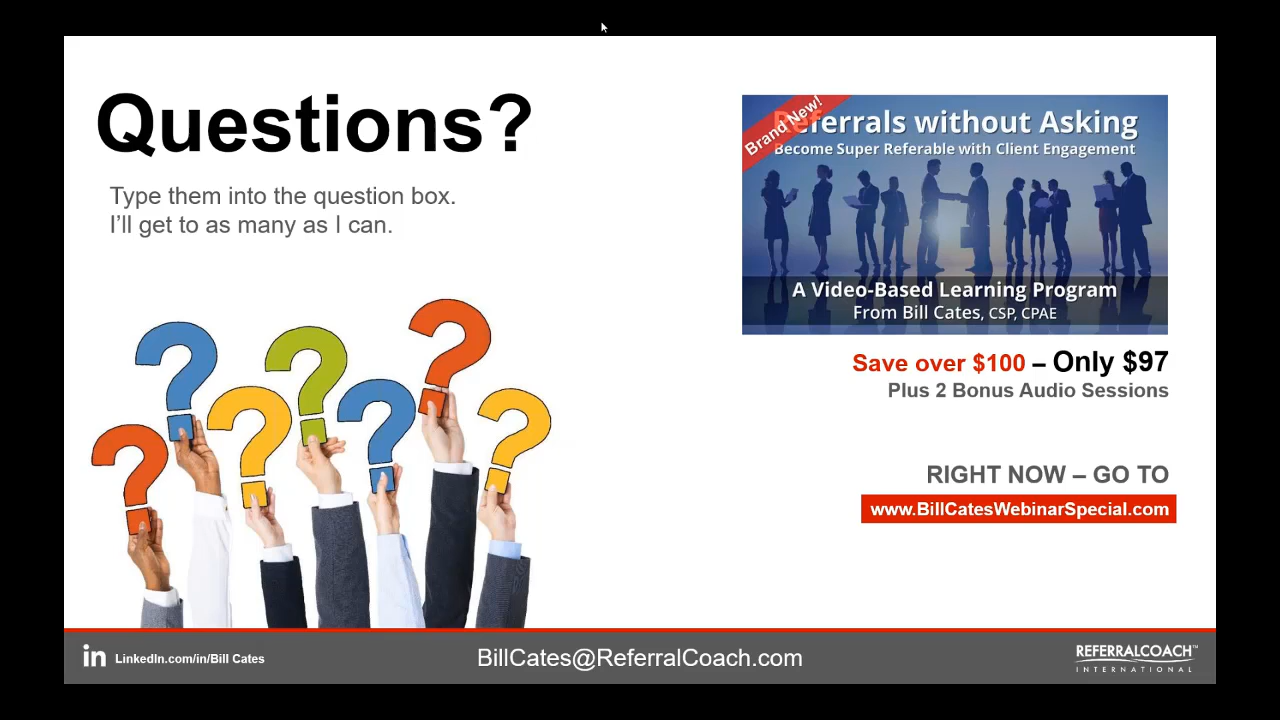 Questions?
Type them into the question box.
I'll get to as many as I can.
Brand New!
Referrals without Asking
Become Super Referable with Client Engagement
A Video-Based Learning Program
From Bill Cates, CSP, CPAE
Save over $100 – Only $97
Plus 2 Bonus Audio Sessions
RIGHT NOW – GO TO
www.BillCatesWebinarSpecial.com
in LinkedIn.com/in/Bill Cates
BillCates@ReferralCoach.com
REFERRALCOACH™
INTERNATIONAL